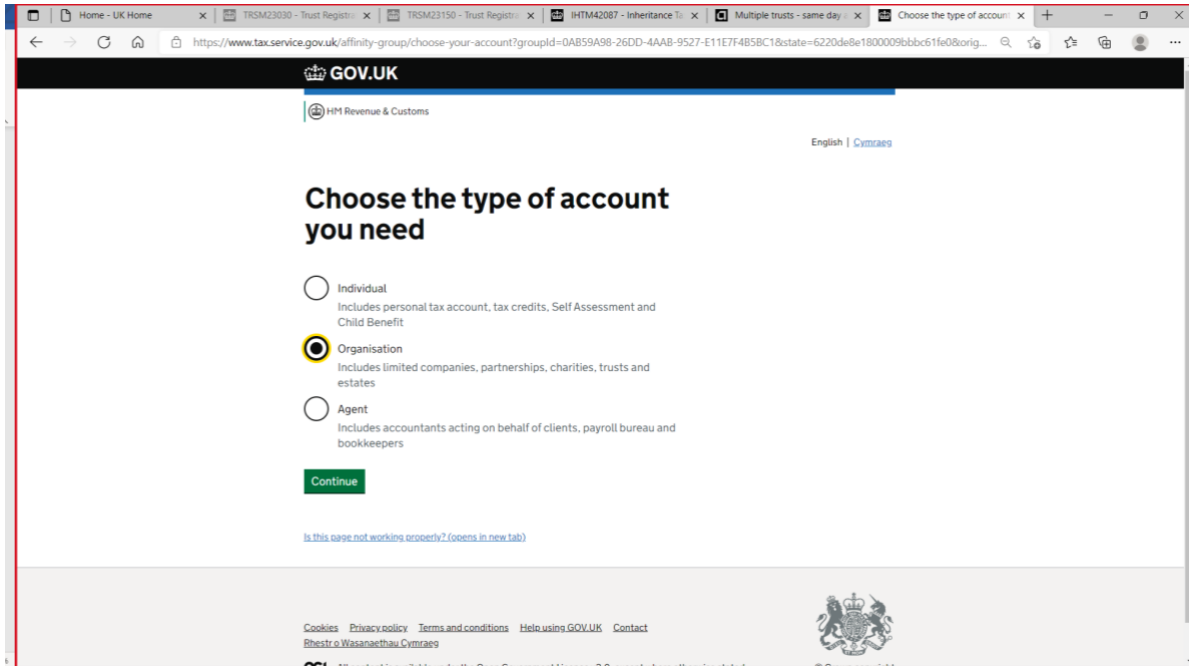 Home - UK Home
TRSM23030 - Trust Registra
TRSM23150 - Trust Registra
IHTM42087 - Inheritance Ta
Multiple trusts - same day a
Choose the type of account
https://www.tax.service.gov.uk/affinity-group/choose-your-account?groupId=0AB59A98-26DD-4AAB-9527-E11E7F4B5BC1&state=6220de8e1800009bbbc61fe0&orig...
GOV.UK
HM Revenue & Customs
English | Cymraeg
Choose the type of account
you need
Individual
Includes personal tax account, tax credits, Self Assessment and
Child Benefit
Organisation
Includes limited companies, partnerships, charities, trusts and
estates
Agent
Includes accountants acting on behalf of clients, payroll bureau and
bookkeepers
Continue
Is this page not working properly? (opens in new tab)
Cookies Privacy policy Terms and conditions Help using GOV.UK Contact
Rhestr o Wasanaethau Cymraeg